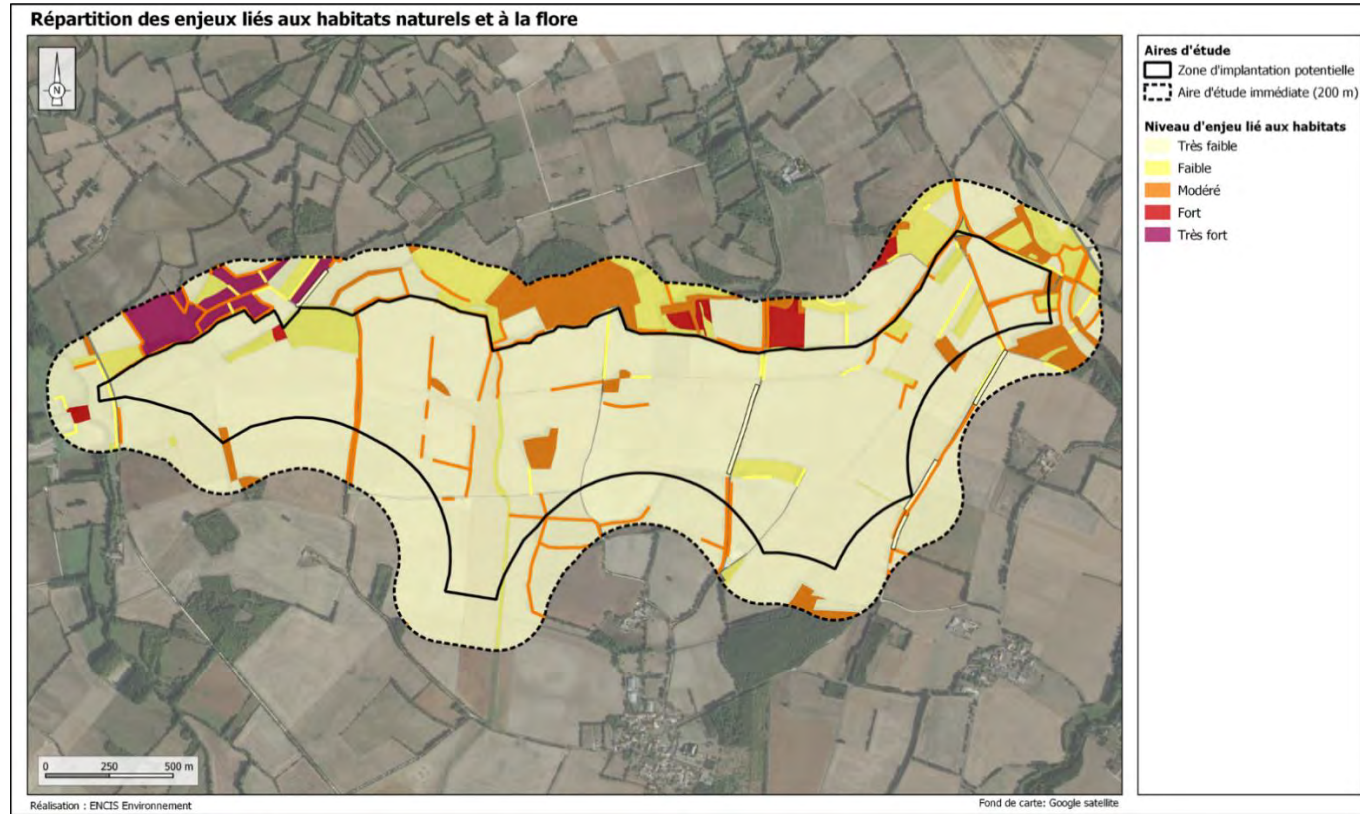 Répartition des enjeux liés aux habitats naturels et à la flore
N
Aires d'étude
Zone d'implantation potentielle
Aire d'étude immédiate (200 m)
Niveau d'enjeu lié aux habitats
Très faible
Faible
Modéré
Fort
Très fort
0 250 500 m
Réalisation : ENCIS Environnement
Fond de carte: Google satellite